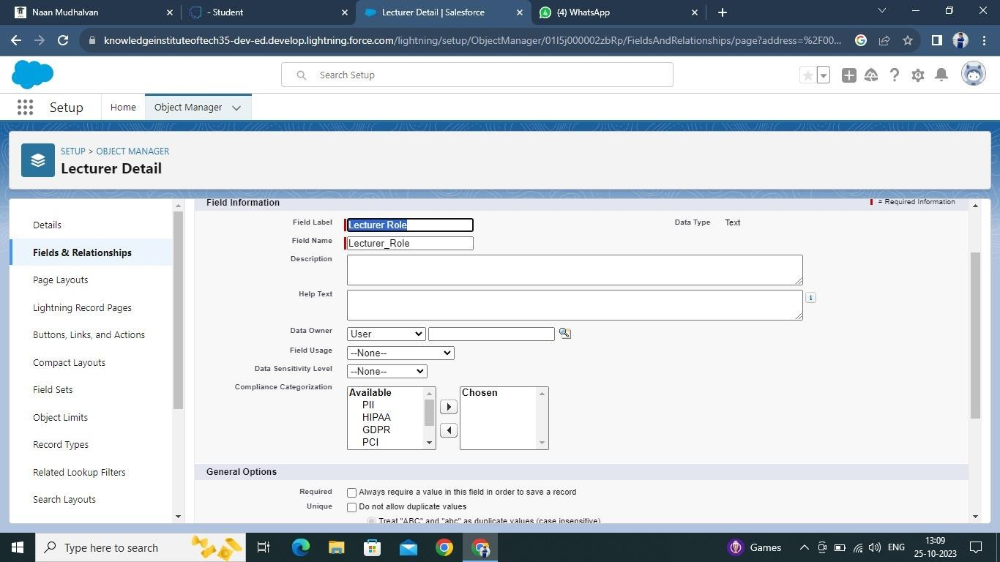 Naan Mudhalvan
- Student
Lecturer Detail | Salesforce
(4) WhatsApp
knowledgeinstituteoftech35-dev-ed.develop.lightning.force.com/lightning/setup/ObjectManager/01I5j000002zbRp/FieldsAndRelationships/page?address=%2F00...
Search Setup
Setup
Home
Object Manager
SETUP > OBJECT MANAGER
Lecturer Detail
Details
Fields & Relationships
Page Layouts
Lightning Record Pages
Buttons, Links, and Actions
Compact Layouts
Field Sets
Object Limits
Record Types
Related Lookup Filters
Search Layouts
Field Information
= Required Information
Field Label Lecturer Role
Data Type Text
Field Name Lecturer_Role
Description
Help Text
i
Data Owner User
Field Usage --None--
Data Sensitivity Level --None--
Compliance Categorization
Available
PII
HIPAA
GDPR
PCI
Chosen
General Options
Required Always require a value in this field in order to save a record
Unique Do not allow duplicate values
Treat "ABC" and "abc" as duplicate values (case insensitive)
Type here to search
Games
ENG
13:09
25-10-2023